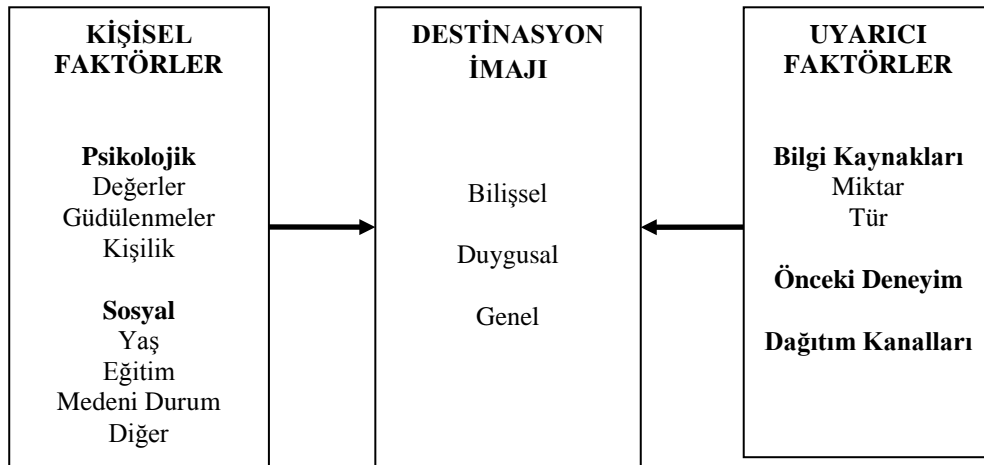 KİŞİSEL
FAKTÖRLER
Psikolojik
Değerler
Güdülenmeler
Kişilik
Sosyal
Yaş
Eğitim
Medeni Durum
Diğer
DESTİNASYON
İMAJI
Bilişsel
Duygusal
Genel
UYARICI
FAKTÖRLER
Bilgi Kaynakları
Miktar
Tür
Önceki Deneyim
Dağıtım Kanalları